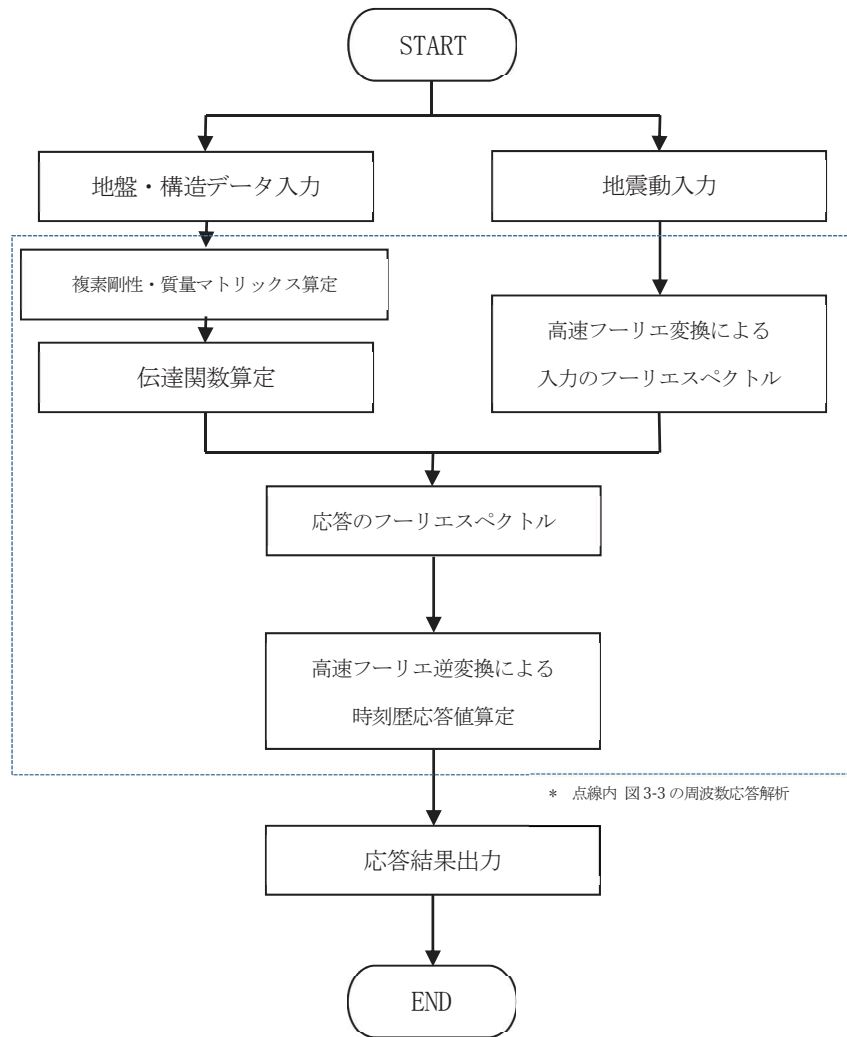 START
地盤・構造データ入力
地震動入力
複素剛性・質量マトリックス算定
伝達関数算定
高速フーリエ変換による
入力のフーリエスペクトル
応答のフーリエスペクトル
高速フーリエ逆変換による
時刻歴応答値算定
* 点線内 図 3-3 の周波数応答解析
応答結果出力
END